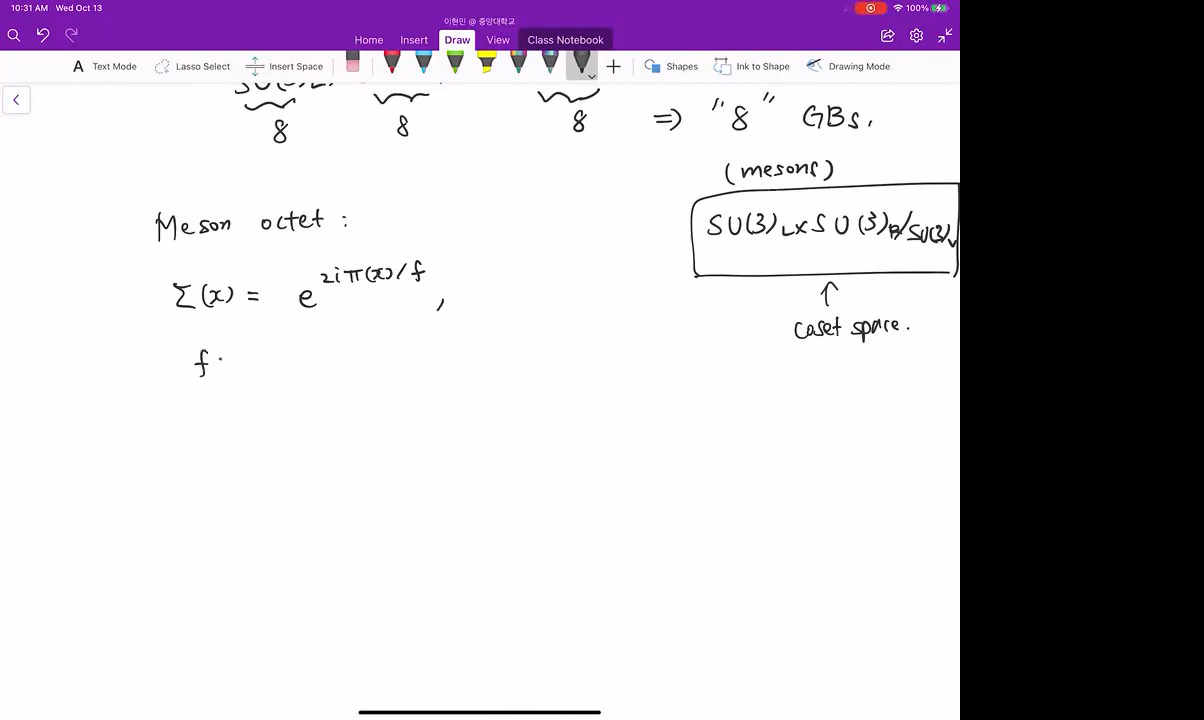 10:31 AM Wed Oct 13
100%
이현민 @ 중앙대학교
Home Insert Draw View Class Notebook
A Text Mode Lasso Select Insert Space Shapes Ink to Shape Drawing Mode
8 8 8 ⇒ "8" GBs.
(mesons)
Meson octet :
SU(3)L×SU(3)R/SU(3)V
Σ(x) = e^{2iπ(x)/f} ,
↑
coset space.
f